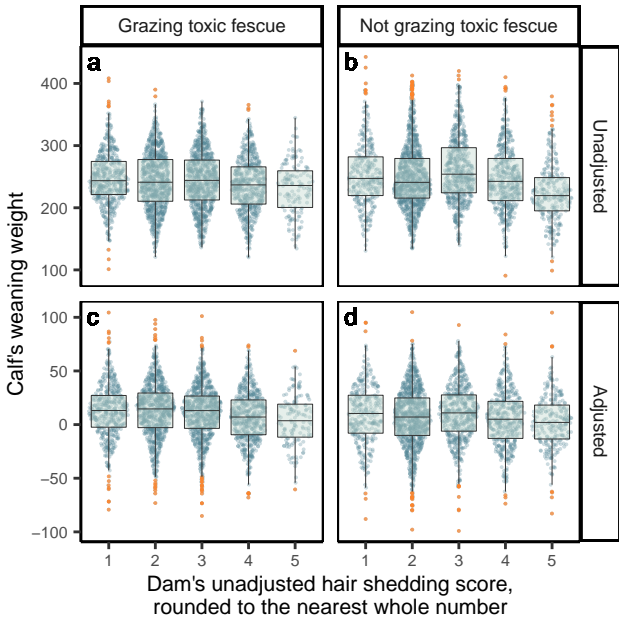 Grazing toxic fescue
Not grazing toxic fescue
a
b
400
300
200
100
Unadjusted
Calf's weaning weight
c
d
100
50
0
−50
−100
Adjusted
1 2 3 4 5
1 2 3 4 5
Dam's unadjusted hair shedding score,
rounded to the nearest whole number